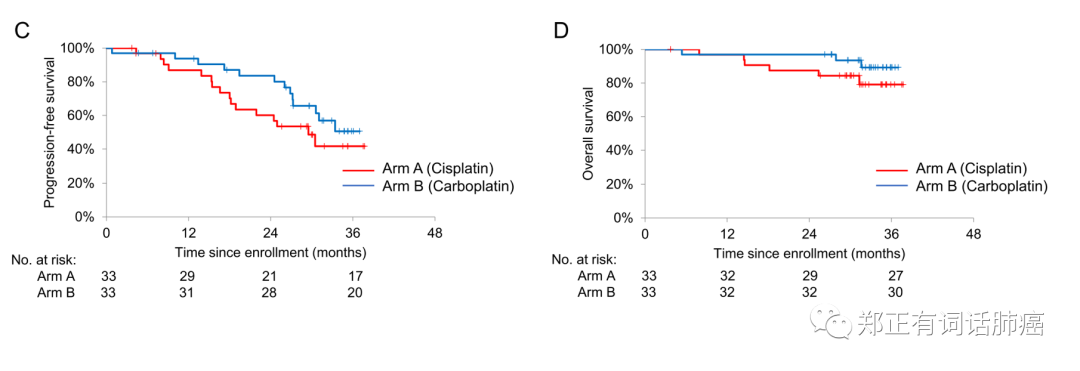 C
Progression-free survival
100%
80%
60%
40%
20%
0%
Arm A (Cisplatin)
Arm B (Carboplatin)
0 12 24 36 48
Time since enrollment (months)
No. at risk:
Arm A 33 29 21 17
Arm B 33 31 28 20
D
Overall survival
100%
80%
60%
40%
20%
0%
Arm A (Cisplatin)
Arm B (Carboplatin)
0 12 24 36 48
Time since enrollment (months)
No. at risk:
Arm A 33 32 29 27
Arm B 33 32 32 30
郑正有词话肺癌